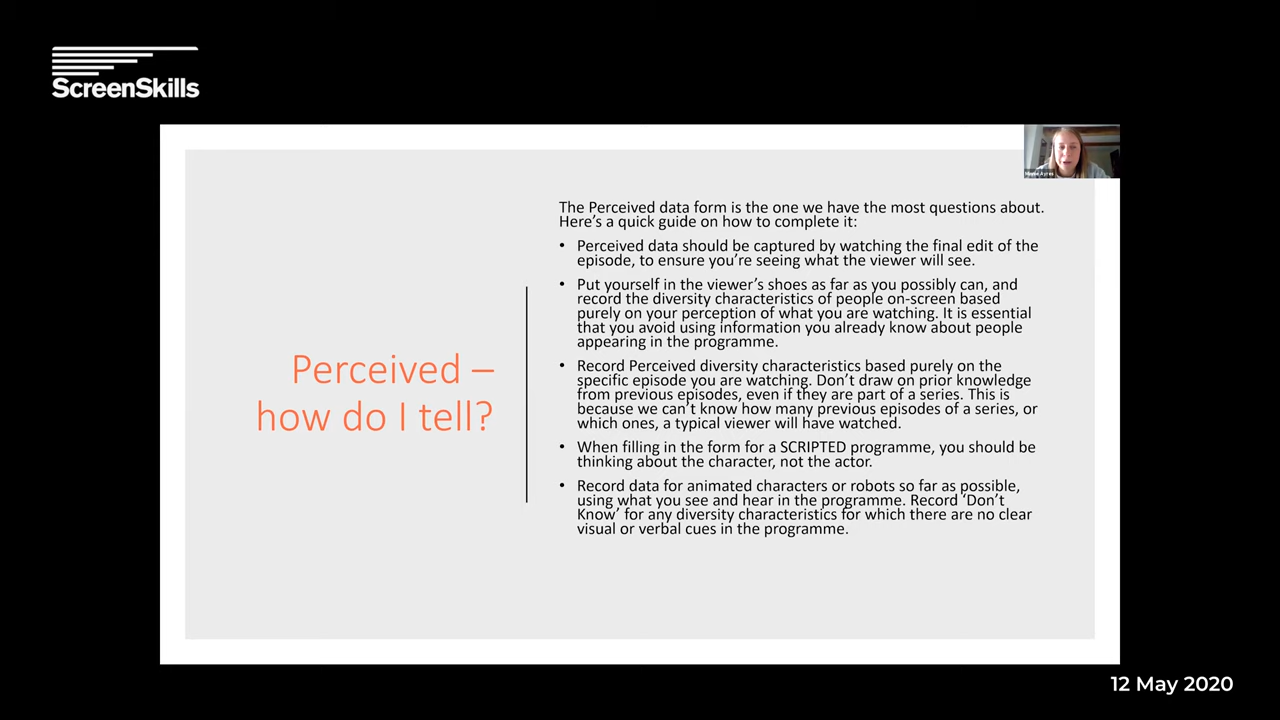 ScreenSkills
The Perceived data form is the one we have the most questions about.
Here's a quick guide on how to complete it:
• Perceived data should be captured by watching the final edit of the
episode, to ensure you're seeing what the viewer will see.
• Put yourself in the viewer's shoes as far as you possibly can, and
record the diversity characteristics of people on-screen based
purely on your perception of what you are watching. It is essential
that you avoid using information you already know about people
appearing in the programme.
• Record Perceived diversity characteristics based purely on the
specific episode you are watching. Don't draw on prior knowledge
from previous episodes, even if they are part of a series. This is
because we can't know how many previous episodes of a series, or
which ones, a typical viewer will have watched.
• When filling in the form for a SCRIPTED programme, you should be
thinking about the character, not the actor.
• Record data for animated characters or robots so far as possible,
using what you see and hear in the programme. Record 'Don't
Know' for any diversity characteristics for which there are no clear
visual or verbal cues in the programme.
Perceived –
how do I tell?
12 May 2020